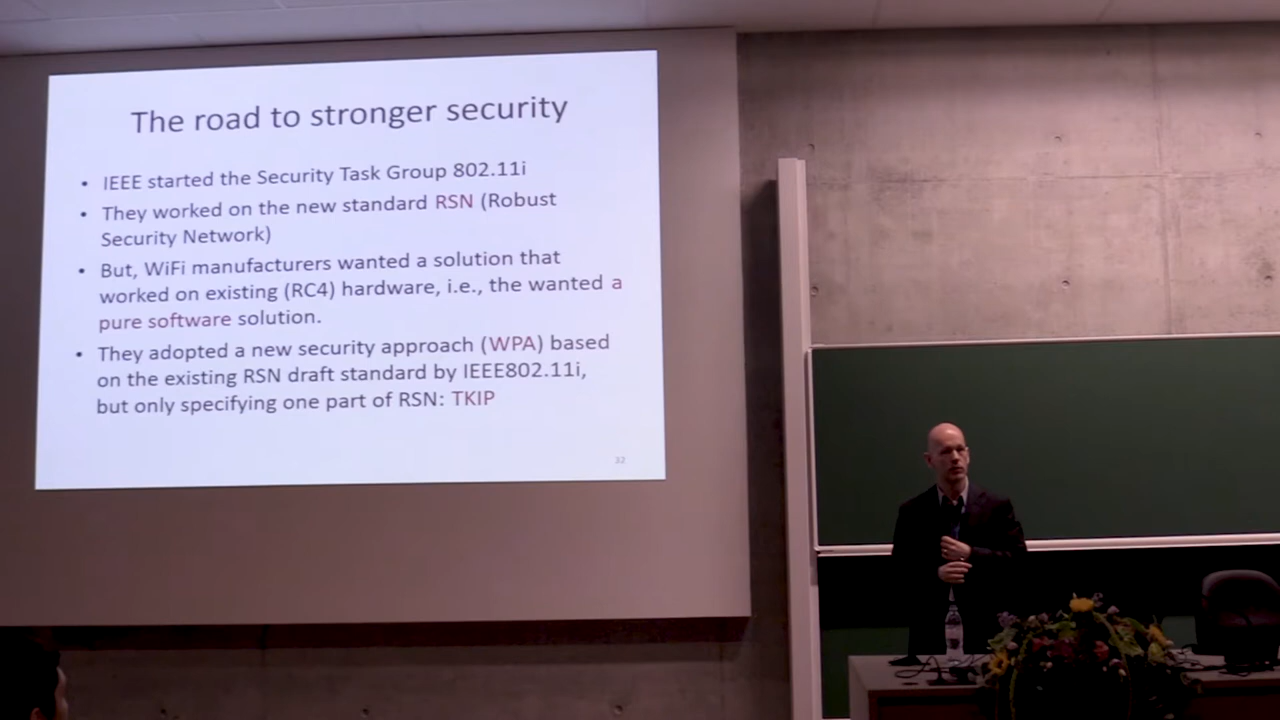 The road to stronger security
• IEEE started the Security Task Group 802.11i
• They worked on the new standard RSN (Robust
Security Network)
• But, WiFi manufacturers wanted a solution that
worked on existing (RC4) hardware, i.e., the wanted a
pure software solution.
• They adopted a new security approach (WPA) based
on the existing RSN draft standard by IEEE802.11i,
but only specifying one part of RSN: TKIP
32